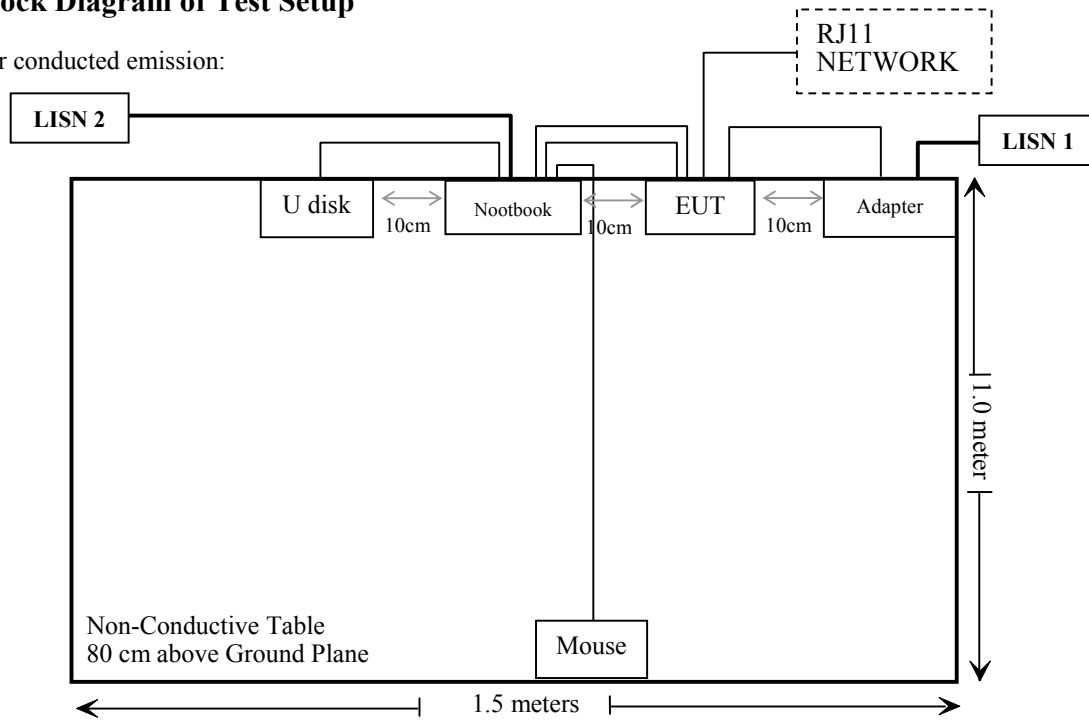 ock Diagram of Test Setup
r conducted emission:
RJ11
NETWORK
LISN 2
LISN 1
U disk
Nootbook
EUT
Adapter
10cm
10cm
10cm
1.0 meter
Non-Conductive Table
80 cm above Ground Plane
Mouse
1.5 meters